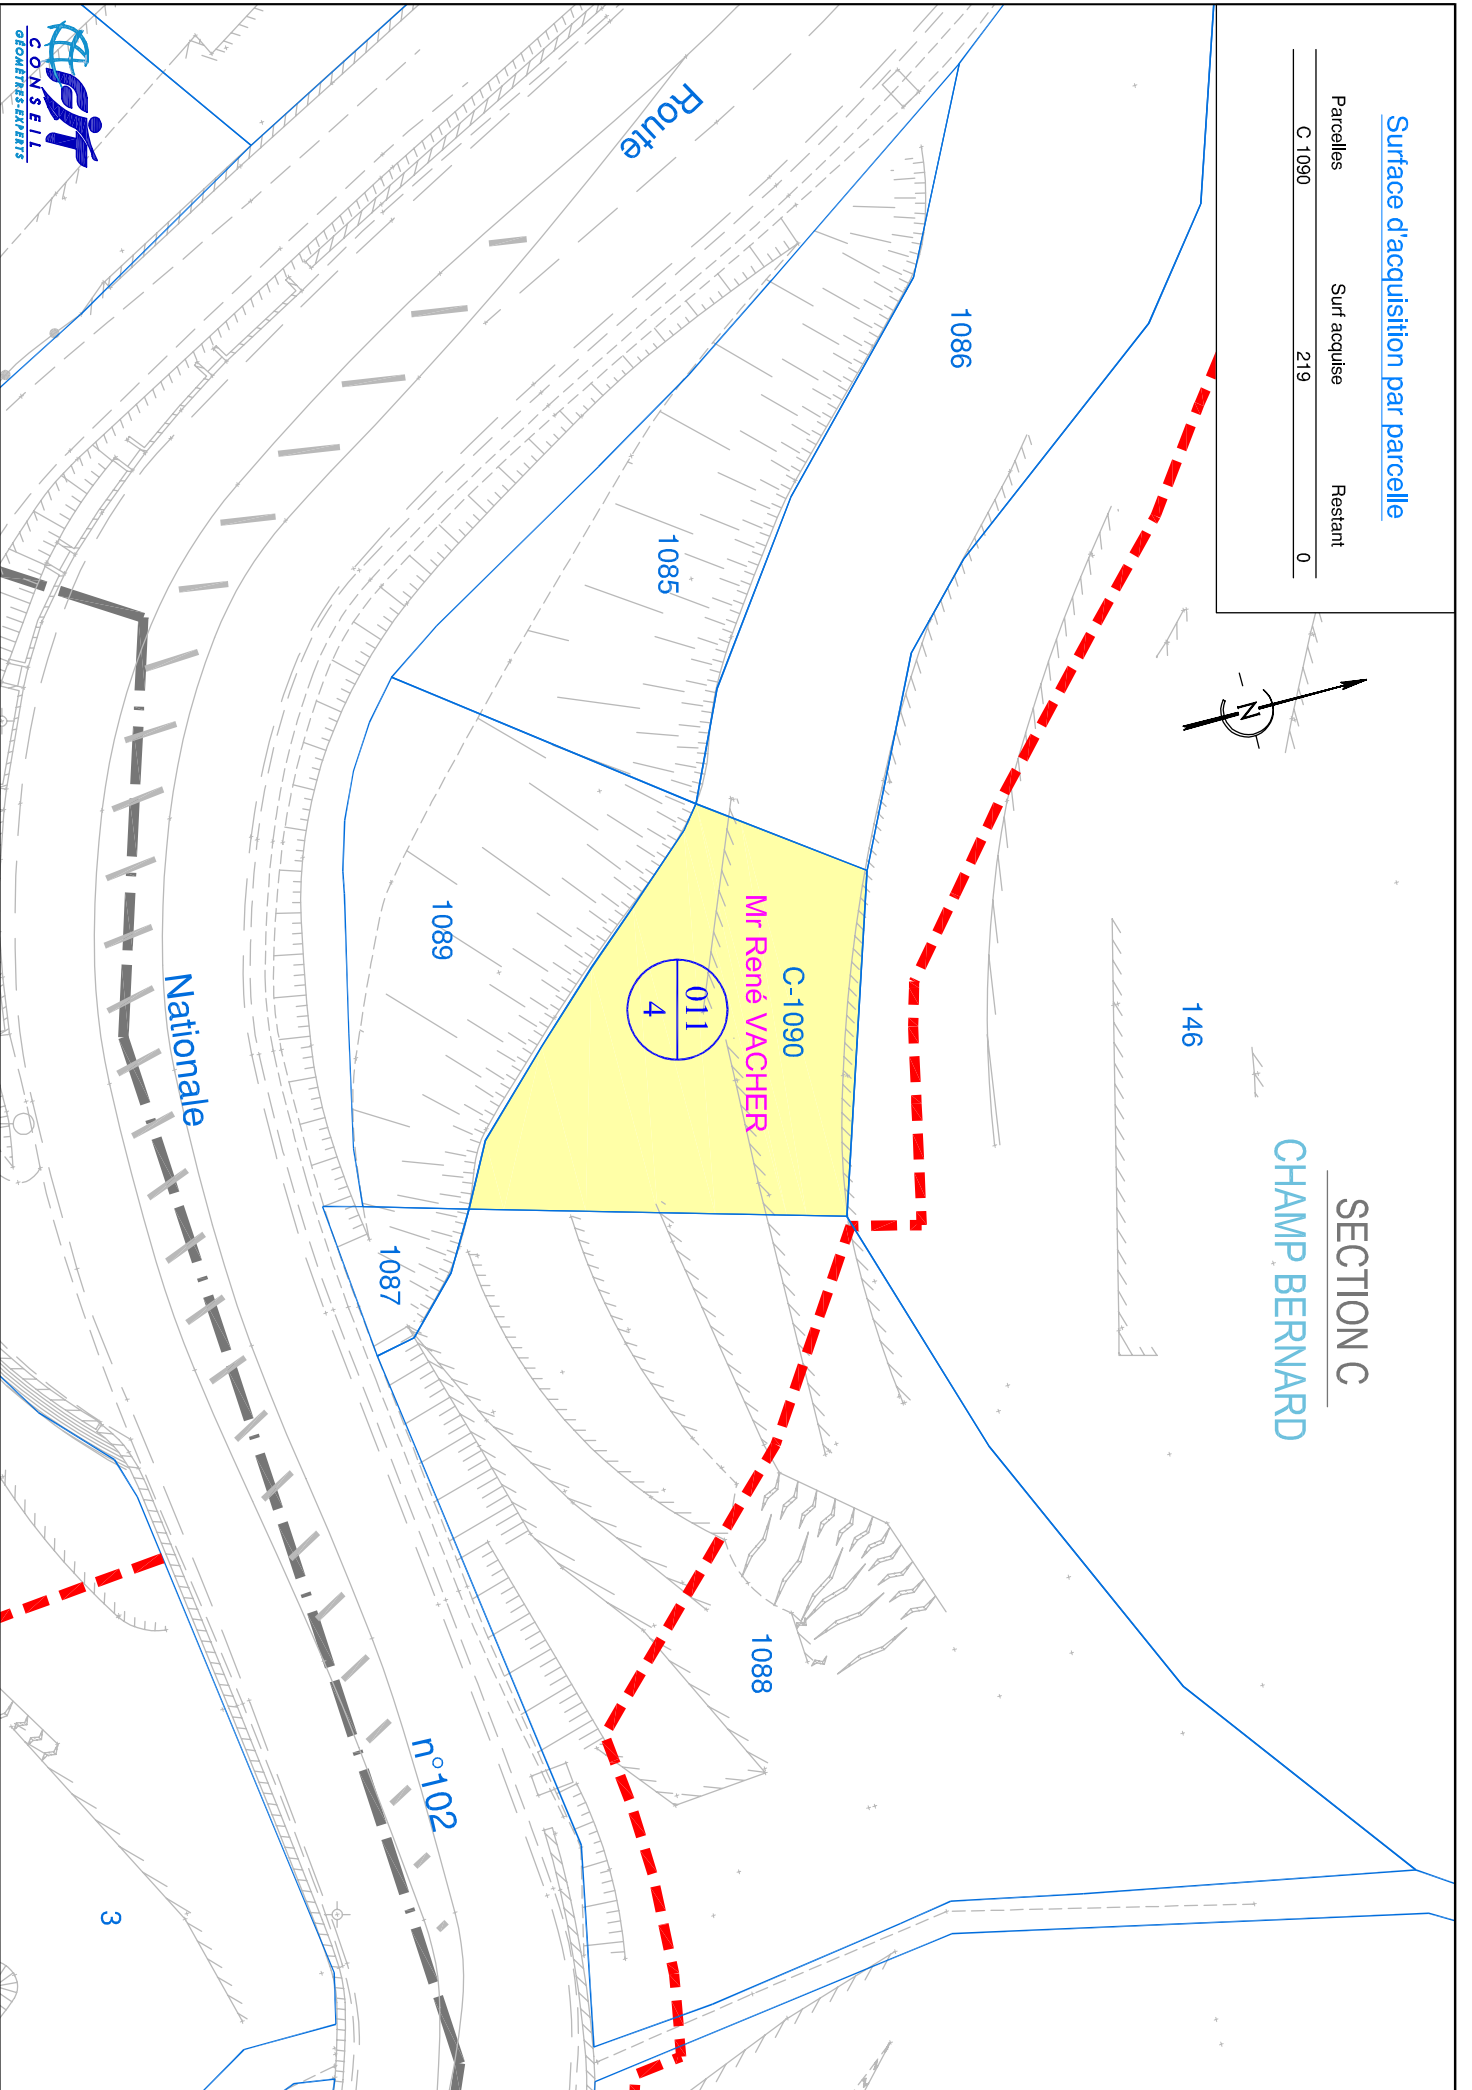 Surface d'acquisition par parcelle
Parcelles Surf acquise Restant
C 1090 219 0
N
SECTION C
CHAMP BERNARD
146
1086
1085
C-1090
Mr René VACHER
011
4
1089
1087
1088
Route
Nationale
n°102
3
FIT
CONSEIL
GÉOMÈTRES-EXPERTS